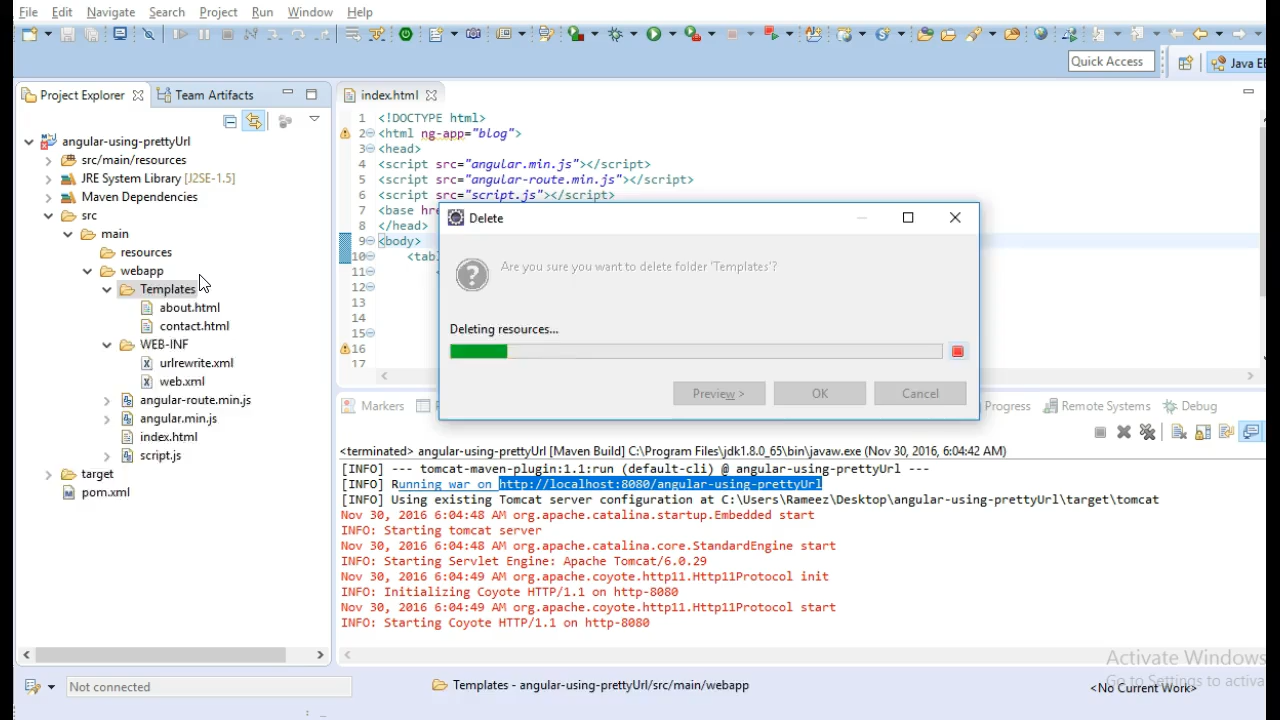 File Edit Navigate Search Project Run Window Help
Quick Access
Java EE
Project Explorer
Team Artifacts
index.html
angular-using-prettyUrl
src/main/resources
JRE System Library [J2SE-1.5]
Maven Dependencies
src
main
resources
webapp
Templates
about.html
contact.html
WEB-INF
urlrewrite.xml
web.xml
angular-route.min.js
angular.min.js
index.html
script.js
target
pom.xml
1 <!DOCTYPE html>
2 <html ng-app="blog">
3 <head>
4 <script src="angular.min.js"></script>
5 <script src="angular-route.min.js"></script>
6 <script src="script.js"></script>
7 <base hre
8 </head>
9 <body>
10 <tabl
11 <
12
13
14
15
16
17
Delete
Are you sure you want to delete folder 'Templates'?
Deleting resources...
Preview >
OK
Cancel
Markers
Progress
Remote Systems
Debug
<terminated> angular-using-prettyUrl [Maven Build] C:\Program Files\jdk1.8.0_65\bin\javaw.exe (Nov 30, 2016, 6:04:42 AM)
[INFO] --- tomcat-maven-plugin:1.1:run (default-cli) @ angular-using-prettyUrl ---
[INFO] Running war on http://localhost:8080/angular-using-prettyUrl
[INFO] Using existing Tomcat server configuration at C:\Users\Rameez\Desktop\angular-using-prettyUrl\target\tomcat
Nov 30, 2016 6:04:48 AM org.apache.catalina.startup.Embedded start
INFO: Starting tomcat server
Nov 30, 2016 6:04:48 AM org.apache.catalina.core.StandardEngine start
INFO: Starting Servlet Engine: Apache Tomcat/6.0.29
Nov 30, 2016 6:04:49 AM org.apache.coyote.http11.Http11Protocol init
INFO: Initializing Coyote HTTP/1.1 on http-8080
Nov 30, 2016 6:04:49 AM org.apache.coyote.http11.Http11Protocol start
INFO: Starting Coyote HTTP/1.1 on http-8080
Activate Windows
Go to Settings to activa
Not connected
Templates - angular-using-prettyUrl/src/main/webapp
<No Current Work>